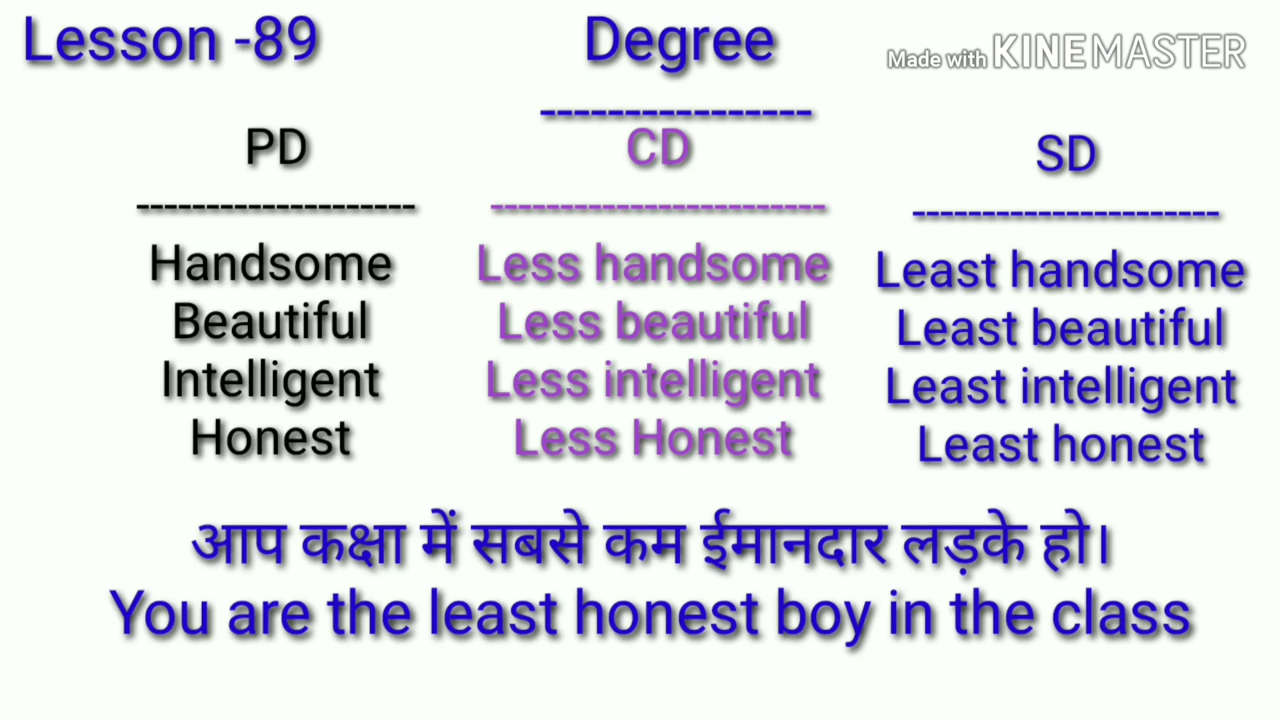 Lesson -89
Degree
Made with KINEMASTER
----------------
PD
CD
SD
--------------------
------------------------
----------------------
Handsome
Less handsome
Least handsome
Beautiful
Less beautiful
Least beautiful
Intelligent
Less intelligent
Least intelligent
Honest
Less Honest
Least honest
आप कक्षा में सबसे कम ईमानदार लड़के हो।
You are the least honest boy in the class